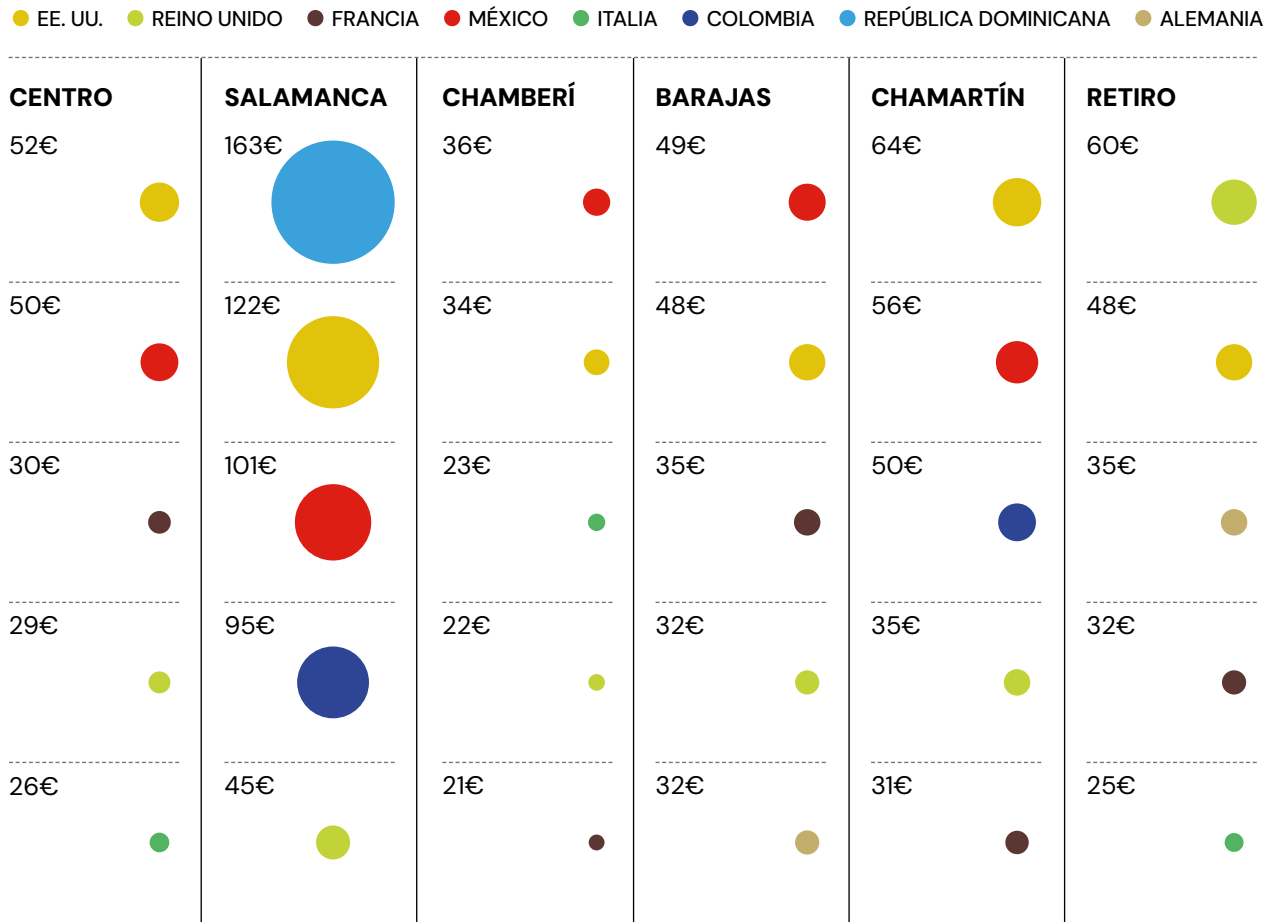 EE. UU. REINO UNIDO FRANCIA MÉXICO ITALIA COLOMBIA REPÚBLICA DOMINICANA ALEMANIA
CENTRO SALAMANCA CHAMBERÍ BARAJAS CHAMARTÍN RETIRO
52€ 163€ 36€ 49€ 64€ 60€
50€ 122€ 34€ 48€ 56€ 48€
30€ 101€ 23€ 35€ 50€ 35€
29€ 95€ 22€ 32€ 35€ 32€
26€ 45€ 21€ 32€ 31€ 25€